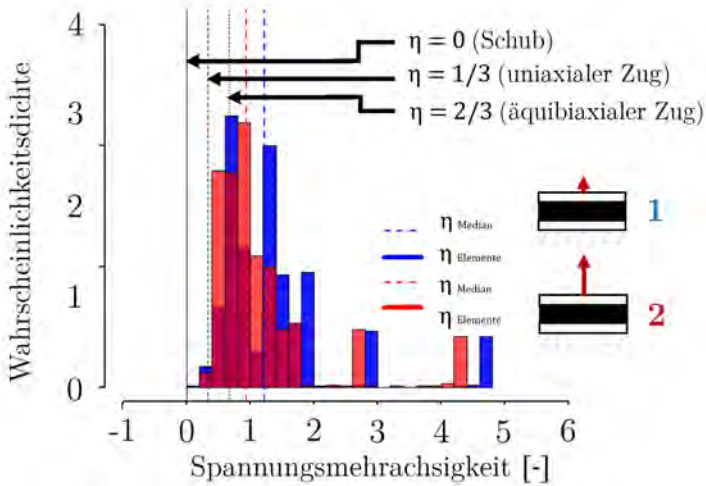 4
3
2
1
0
Wahrscheinlichkeitsdichte
η = 0 (Schub)
η = 1/3 (uniaxialer Zug)
η = 2/3 (äquibiaxialer Zug)
η Median
η Elemente
η Median
η Elemente
1
2
-1 0 1 2 3 4 5 6
Spannungsmehrachsigkeit [-]